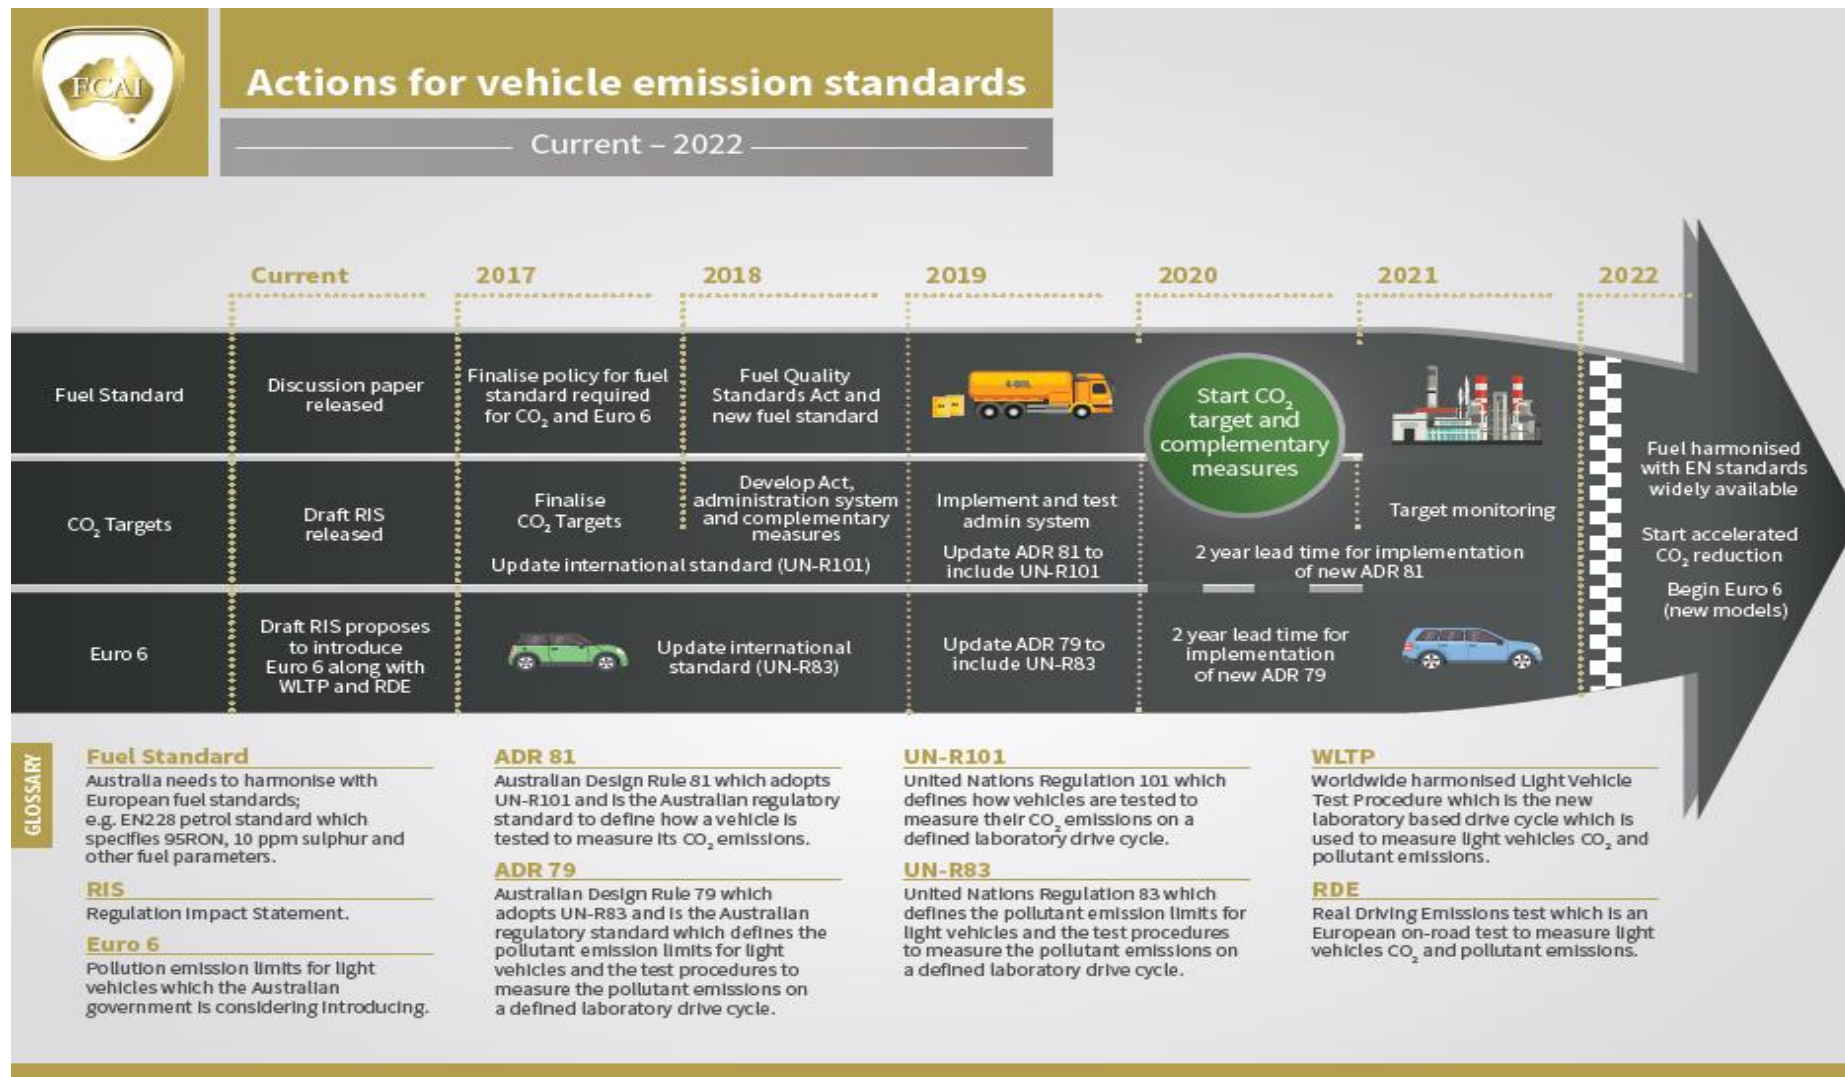 FCAI
Actions for vehicle emission standards
Current – 2022
Current
2017
2018
2019
2020
2021
2022
Fuel Standard
Discussion paper
released
Finalise policy for fuel
standard required
for CO₂ and Euro 6
Fuel Quality
Standards Act and
new fuel standard
Start CO₂
target and
complementary
measures
CO₂ Targets
Draft RIS
released
Finalise
CO₂ Targets
Develop Act,
administration system
and complementary
measures
Update international standard (UN-R101)
Implement and test
admin system
Update ADR 81 to
include UN-R101
Target monitoring
2 year lead time for implementation
of new ADR 81
Euro 6
Draft RIS proposes
to introduce
Euro 6 along with
WLTP and RDE
Update international
standard (UN-R83)
Update ADR 79 to
include UN-R83
2 year lead time for
implementation
of new ADR 79
Fuel harmonised
with EN standards
widely available
Start accelerated
CO₂ reduction
Begin Euro 6
(new models)
GLOSSARY
Fuel Standard
Australia needs to harmonise with
European fuel standards;
e.g. EN228 petrol standard which
specifies 95RON, 10 ppm sulphur and
other fuel parameters.
RIS
Regulation Impact Statement.
Euro 6
Pollution emission limits for light
vehicles which the Australian
government is considering introducing.
ADR 81
Australian Design Rule 81 which adopts
UN-R101 and is the Australian regulatory
standard to define how a vehicle is
tested to measure its CO₂ emissions.
ADR 79
Australian Design Rule 79 which
adopts UN-R83 and is the Australian
regulatory standard which defines the
pollutant emission limits for light
vehicles and the test procedures to
measure the pollutant emissions on
a defined laboratory drive cycle.
UN-R101
United Nations Regulation 101 which
defines how vehicles are tested to
measure their CO₂ emissions on a
defined laboratory drive cycle.
UN-R83
United Nations Regulation 83 which
defines the pollutant emission limits for
light vehicles and the test procedures
to measure the pollutant emissions on
a defined laboratory drive cycle.
WLTP
Worldwide harmonised Light Vehicle
Test Procedure which is the new
laboratory based drive cycle which is
used to measure light vehicles CO₂ and
pollutant emissions.
RDE
Real Driving Emissions test which is an
European on-road test to measure light
vehicles CO₂ and pollutant emissions.